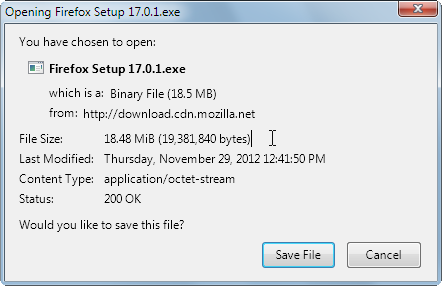 Opening Firefox Setup 17.0.1.exe
You have chosen to open:
Firefox Setup 17.0.1.exe
which is a: Binary File (18.5 MB)
from: http://download.cdn.mozilla.net
File Size: 18.48 MiB (19,381,840 bytes)
Last Modified: Thursday, November 29, 2012 12:41:50 PM
Content Type: application/octet-stream
Status: 200 OK
Would you like to save this file?
Save File Cancel